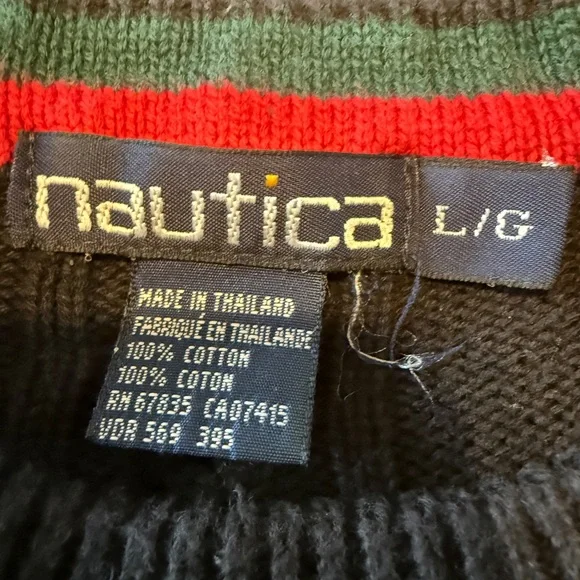 nautica
L/G
MADE IN THAILAND
FABRIQUÉ EN THAILANDE
100% COTTON
100% COTON
RN 67835 CA07415
VDR 569 395